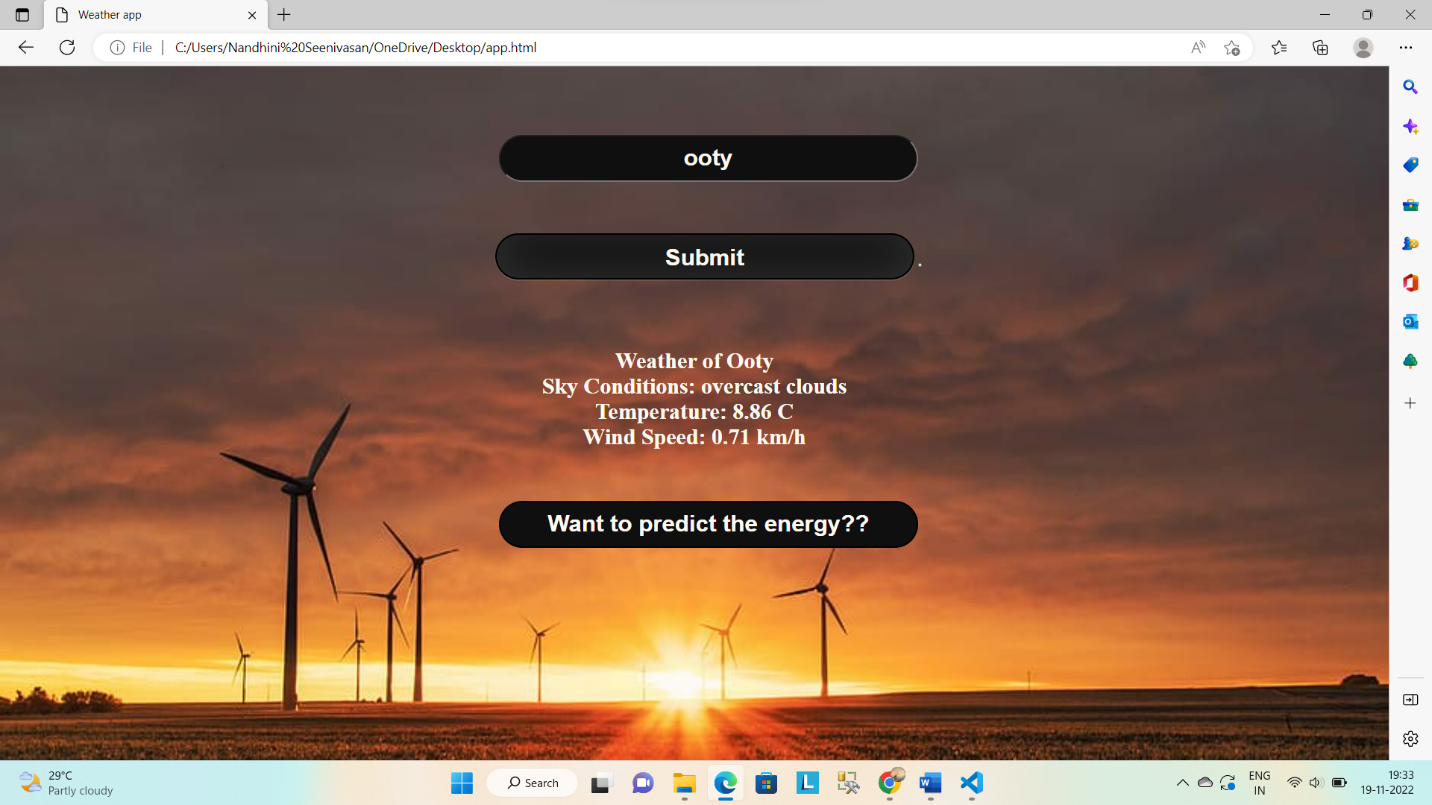 Weather app
File
C:/Users/Nandhini%20Seenivasan/OneDrive/Desktop/app.html
ooty
Submit
.
Weather of Ooty
Sky Conditions: overcast clouds
Temperature: 8.86 C
Wind Speed: 0.71 km/h
Want to predict the energy??
29°C
Partly cloudy
Search
ENG
IN
19:33
19-11-2022